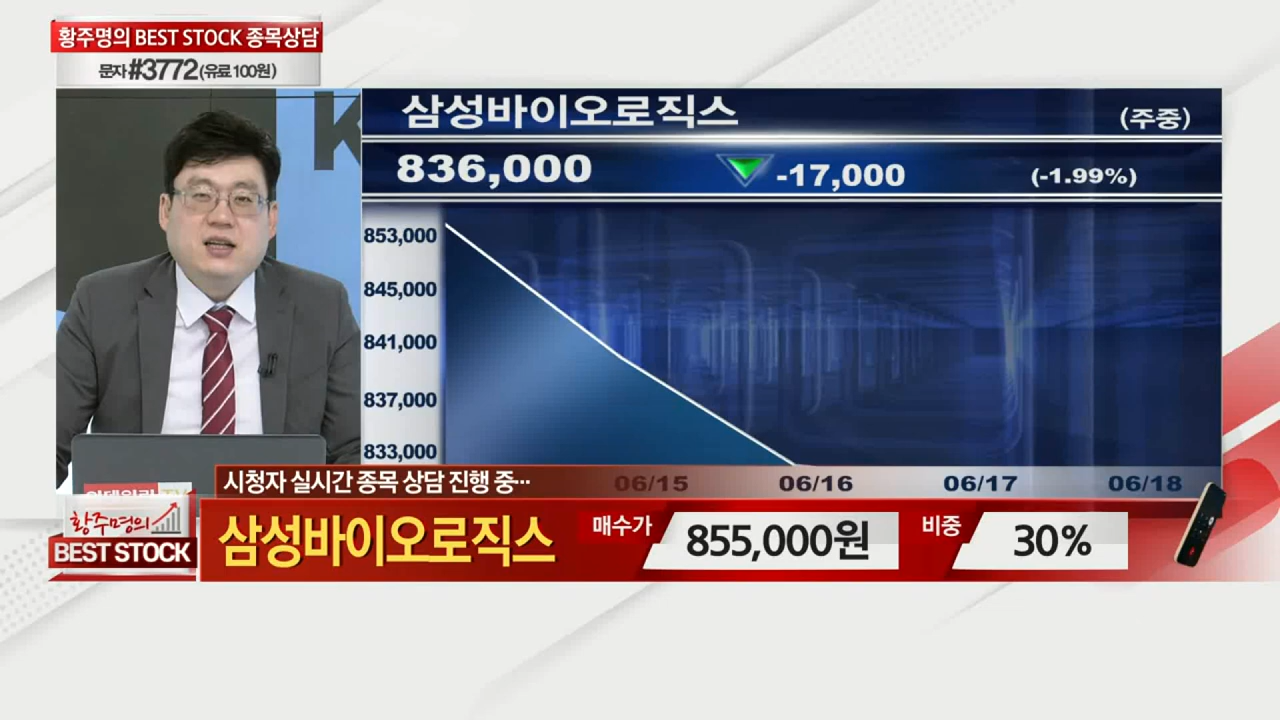 황주명의 BEST STOCK 종목상담
문자 #3772 (유료 100원)
K
삼성바이오로직스
(주중)
836,000
-17,000
(-1.99%)
853,000
845,000
841,000
837,000
833,000
06/15
06/16
06/17
06/18
시청자 실시간 종목 상담 진행 중…
황주명의
BEST STOCK
삼성바이오로직스
매수가
855,000원
비중
30%